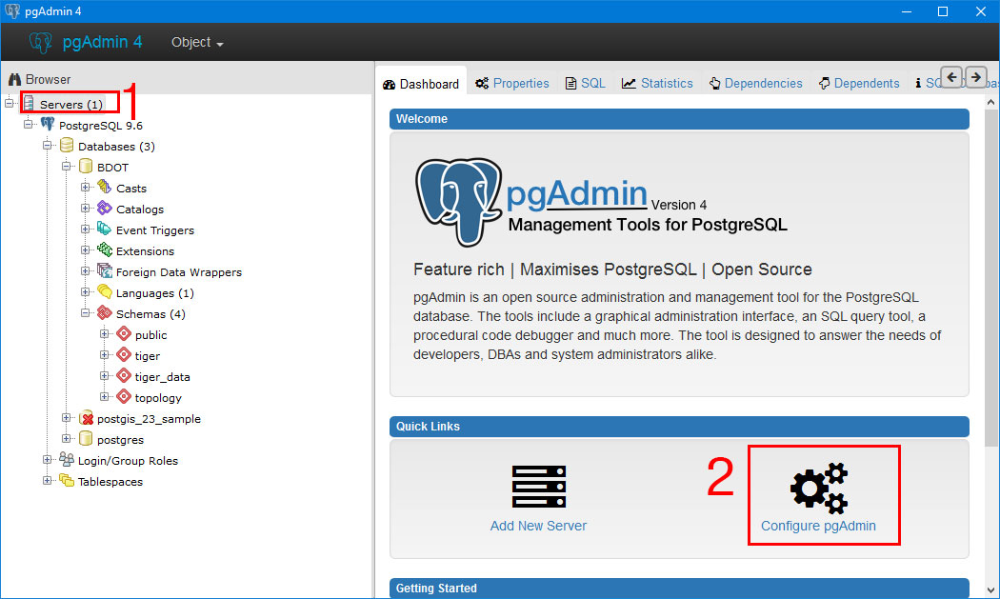 pgAdmin 4
pgAdmin 4 Object
Browser
1
Servers (1)
PostgreSQL 9.6
Databases (3)
BDOT
Casts
Catalogs
Event Triggers
Extensions
Foreign Data Wrappers
Languages (1)
Schemas (4)
public
tiger
tiger_data
topology
postgis_23_sample
postgres
Login/Group Roles
Tablespaces
Dashboard Properties SQL Statistics Dependencies Dependents
Welcome
pgAdmin Version 4
Management Tools for PostgreSQL
Feature rich | Maximises PostgreSQL | Open Source
pgAdmin is an open source administration and management tool for the PostgreSQL
database. The tools include a graphical administration interface, an SQL query tool, a
procedural code debugger and much more. The tool is designed to answer the needs of
developers, DBAs and system administrators alike.
Quick Links
2
Add New Server Configure pgAdmin
Getting Started